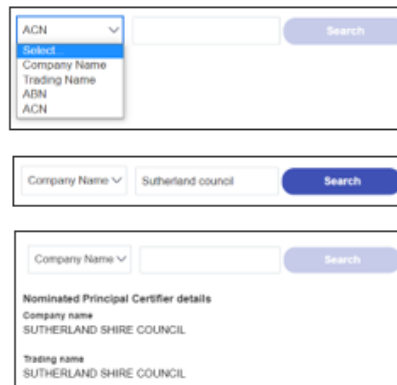 ACN Search
Select...
Company Name
Trading Name
ABN
ACN
Company Name Sutherland council Search
Company Name Search
Nominated Principal Certifier details
Company name
SUTHERLAND SHIRE COUNCIL
Trading name
SUTHERLAND SHIRE COUNCIL